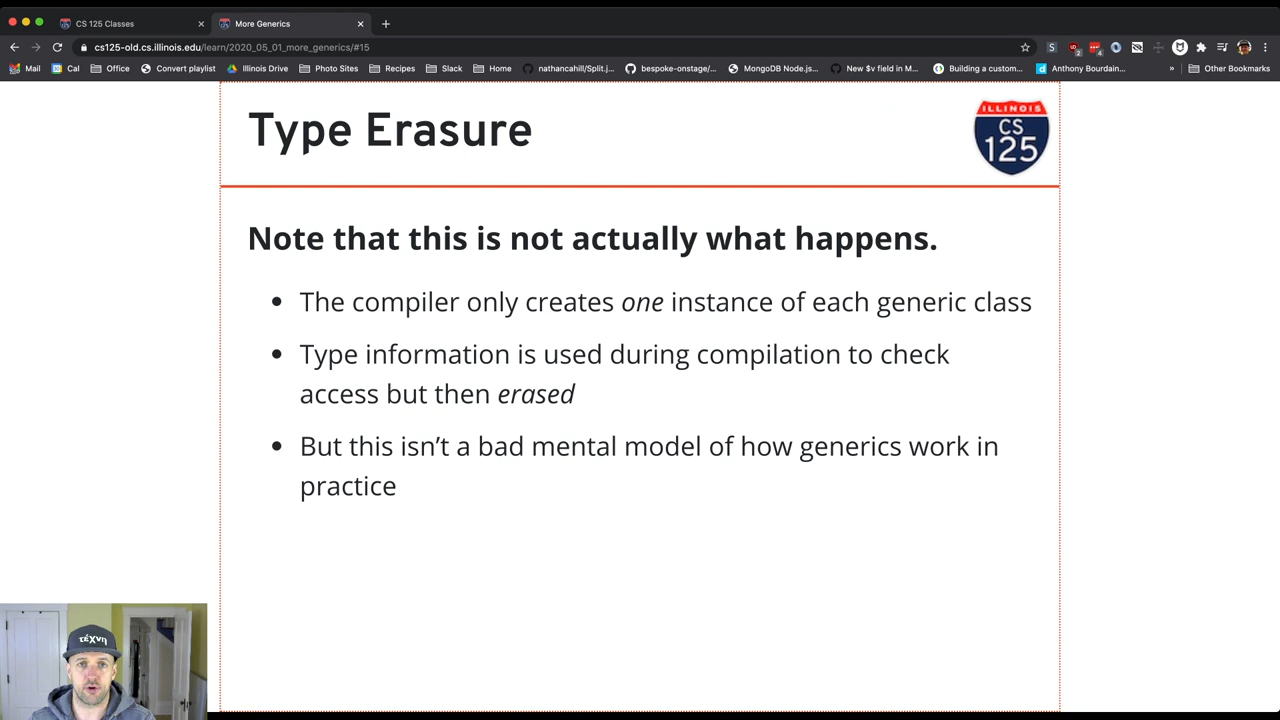 CS 125 Classes
More Generics
cs125-old.cs.illinois.edu/learn/2020_05_01_more_generics/#15
Mail Cal Office Convert playlist Illinois Drive Photo Sites Recipes Slack Home nathancahill/Split.j... bespoke-onstage/... MongoDB Node.js... New $v field in M... Building a custom... Anthony Bourdain... » Other Bookmarks
Type Erasure
ILLINOIS
CS
125
Note that this is not actually what happens.
• The compiler only creates one instance of each generic class
• Type information is used during compilation to check
access but then erased
• But this isn’t a bad mental model of how generics work in
practice
τέχνη